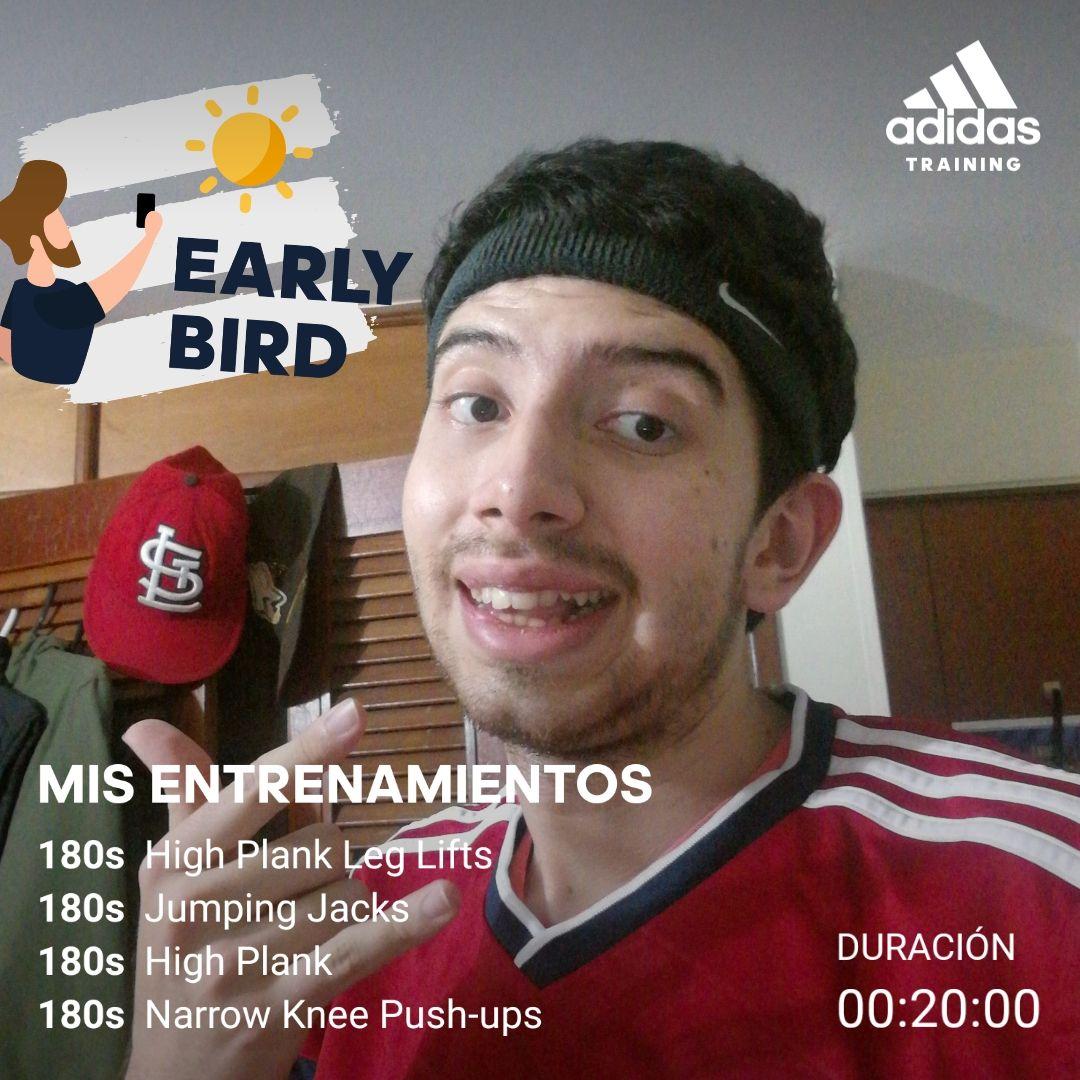 adidas
TRAINING
EARLY
BIRD
STL
MIS ENTRENAMIENTOS
180s High Plank Leg Lifts
180s Jumping Jacks
180s High Plank
180s Narrow Knee Push-ups
DURACIÓN
00:20:00